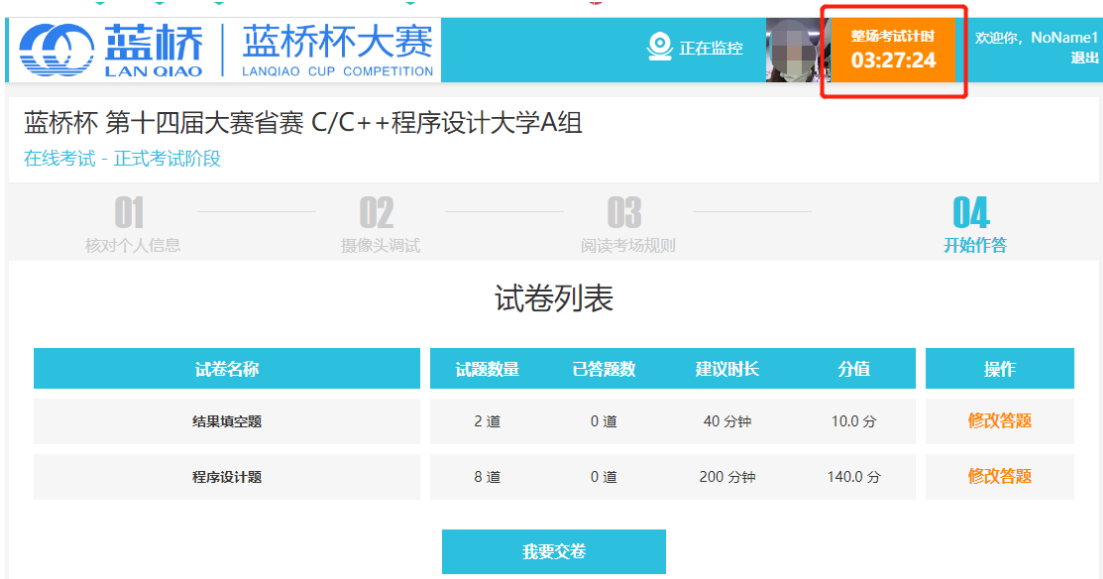 蓝桥
LAN QIAO
蓝桥杯大赛
LANQIAO CUP COMPETITION
正在监控
整场考试计时
03:27:24
欢迎你，NoName1
退出
蓝桥杯 第十四届大赛省赛 C/C++程序设计大学A组
在线考试 - 正式考试阶段
01
核对个人信息
02
摄像头调试
03
阅读考场规则
04
开始作答
试卷列表
试卷名称 试题数量 已答题数 建议时长 分值 操作
结果填空题 2 道 0 道 40 分钟 10.0 分 修改答题
程序设计题 8 道 0 道 200 分钟 140.0 分 修改答题
我要交卷